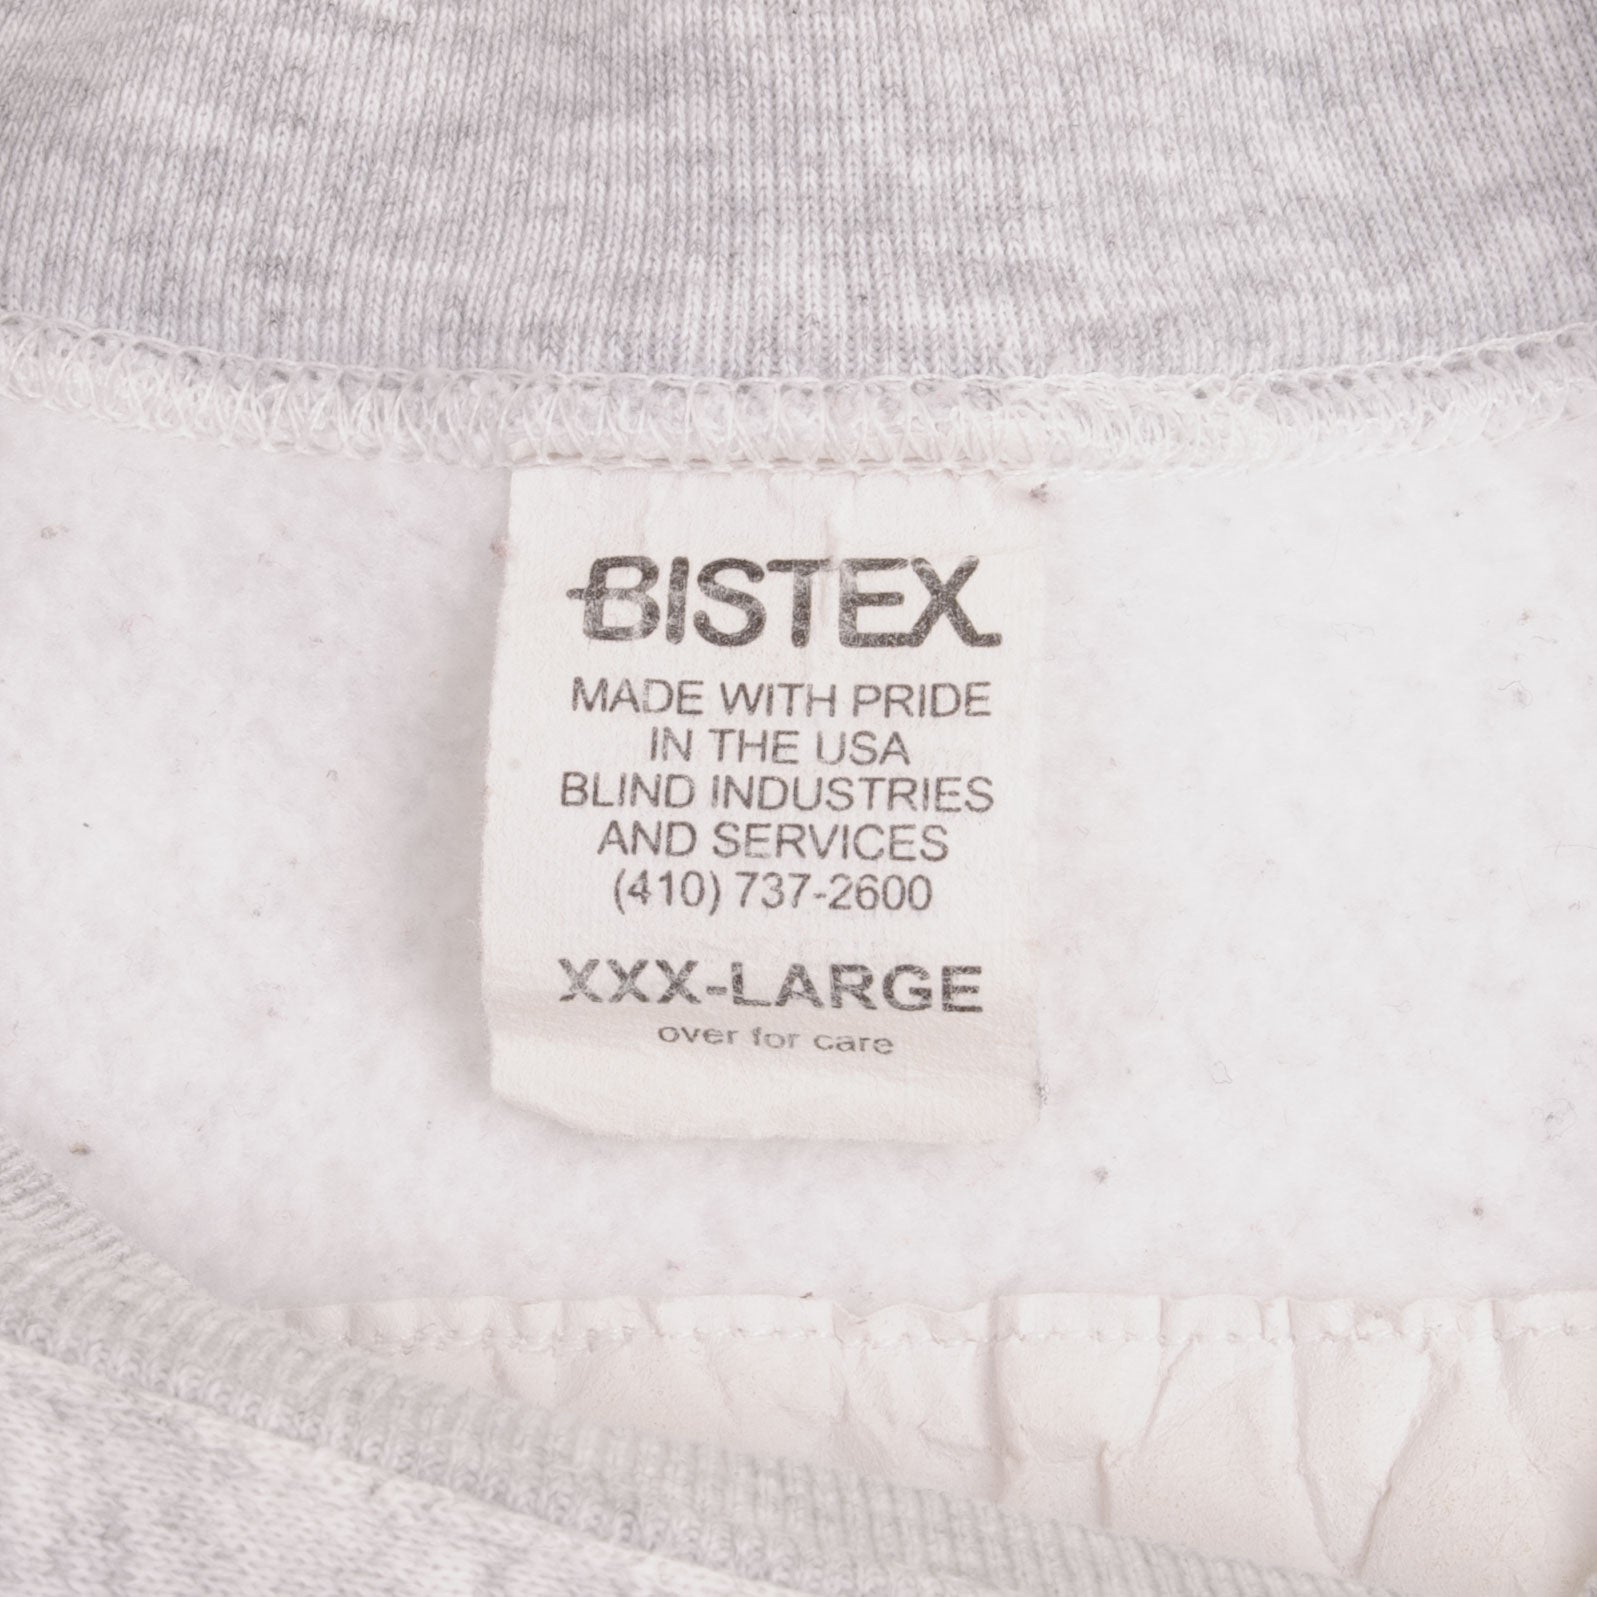 BISTEX
MADE WITH PRIDE
IN THE USA
BLIND INDUSTRIES
AND SERVICES
(410) 737-2600
XXX-LARGE
over for care